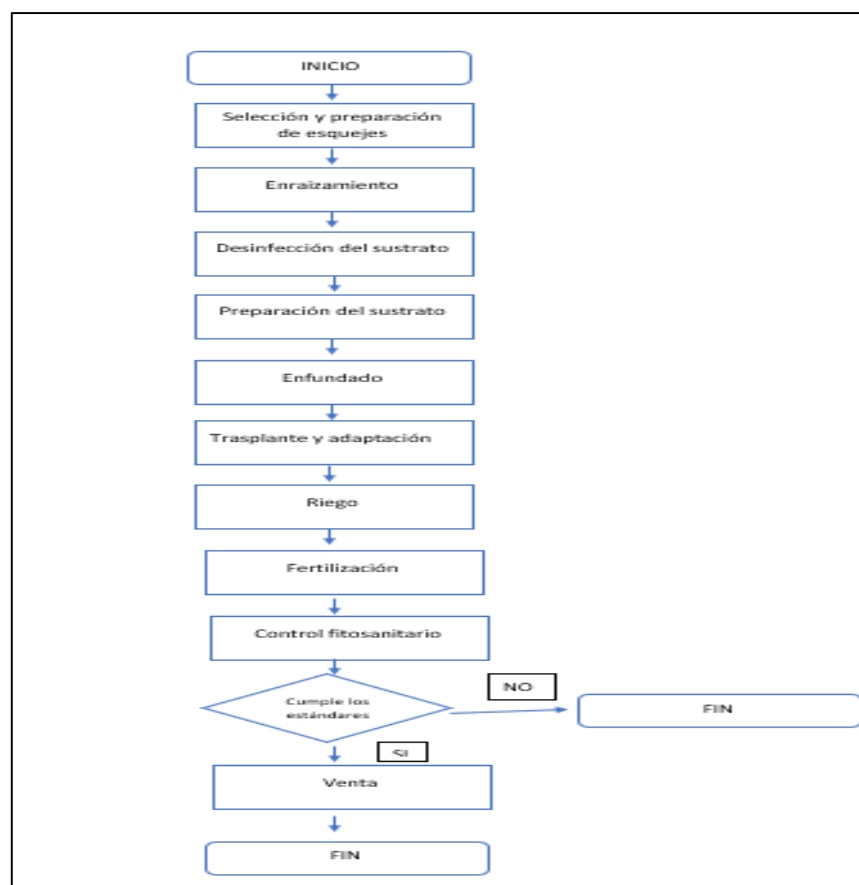 INICIO
Selección y preparación
de esquejes
Enraizamiento
Desinfección del sustrato
Preparación del sustrato
Enfundado
Trasplante y adaptación
Riego
Fertilización
Control fitosanitario
Cumple los
estándares
NO
FIN
SI
Venta
FIN